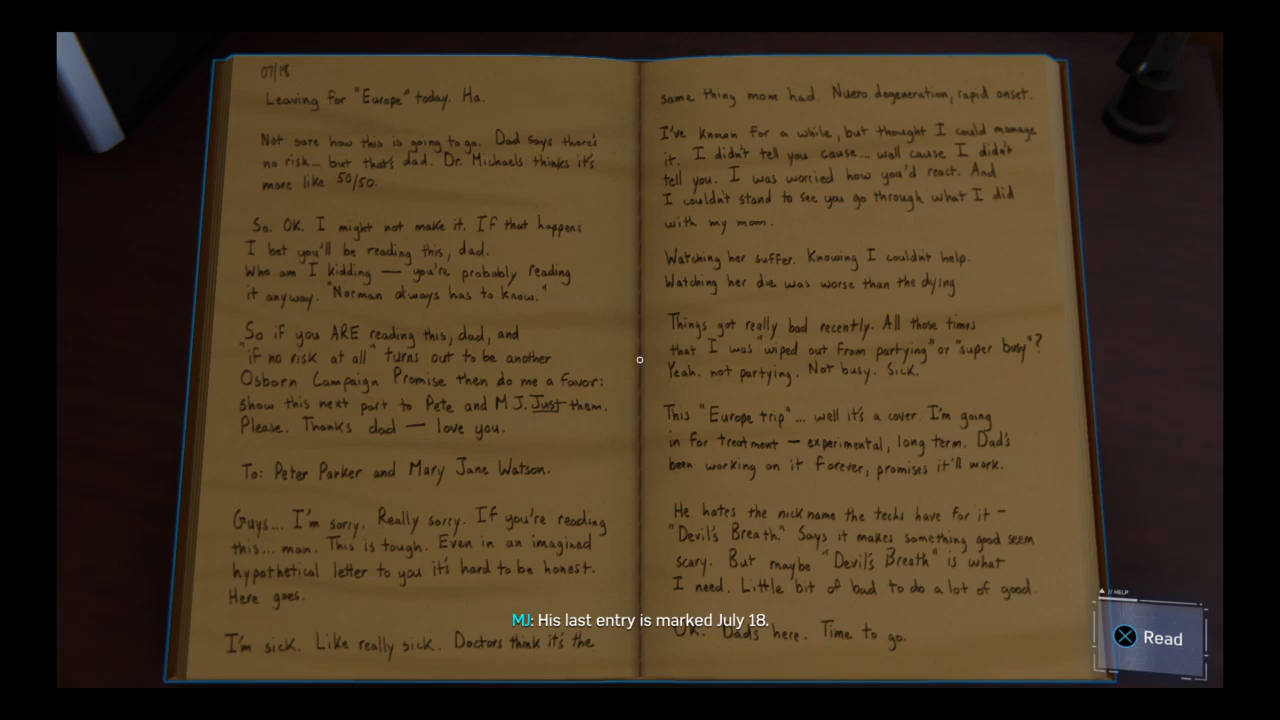 07/18
Leaving for "Europe" today. Ha.
Not sure how this is going to go. Dad says there's
no risk... but that's dad. Dr. Michaels thinks it's
more like 50/50.
So. OK. I might not make it. If that happens
I bet you'll be reading this, dad.
Who am I kidding — you're probably reading
it anyway. "Norman always has to know."
So if you ARE reading this, dad, and
"if no risk at all" turns out to be another
Osborn Campaign Promise then do me a favor:
show this next part to Pete and MJ. Just them.
Please. Thanks dad — love you.
To: Peter Parker and Mary Jane Watson.
Guys... I'm sorry. Really sorry. If you're reading
this... man. This is tough. Even in an imagined
hypothetical letter to you it's hard to be honest.
Here goes.
I'm sick. Like really sick. Doctors think it's the
same thing mom had. Nuero degeneration, rapid onset.
I've known for a while, but thought I could manage
it. I didn't tell you cause... well cause I didn't
tell you. I was worried how you'd react. And
I couldn't stand to see you go through what I did
with my mom.
Watching her suffer. Knowing I couldn't help.
Watching her die was worse than the dying.
Things got really bad recently. All those times
that I was "wiped out from partying" or "super busy"?
Yeah. not partying. Not busy. Sick.
This "Europe trip"... well it's a cover. I'm going
in for treatment — experimental, long term. Dad's
been working on it forever, promises it'll work.
He hates the nickname the techs have for it -
"Devil's Breath." Says it makes something good seem
scary. But maybe "Devil's Breath" is what
I need. Little bit of bad to do a lot of good.
OK. Dad's here. Time to go.
MJ: His last entry is marked July 18.
// HELP
Read